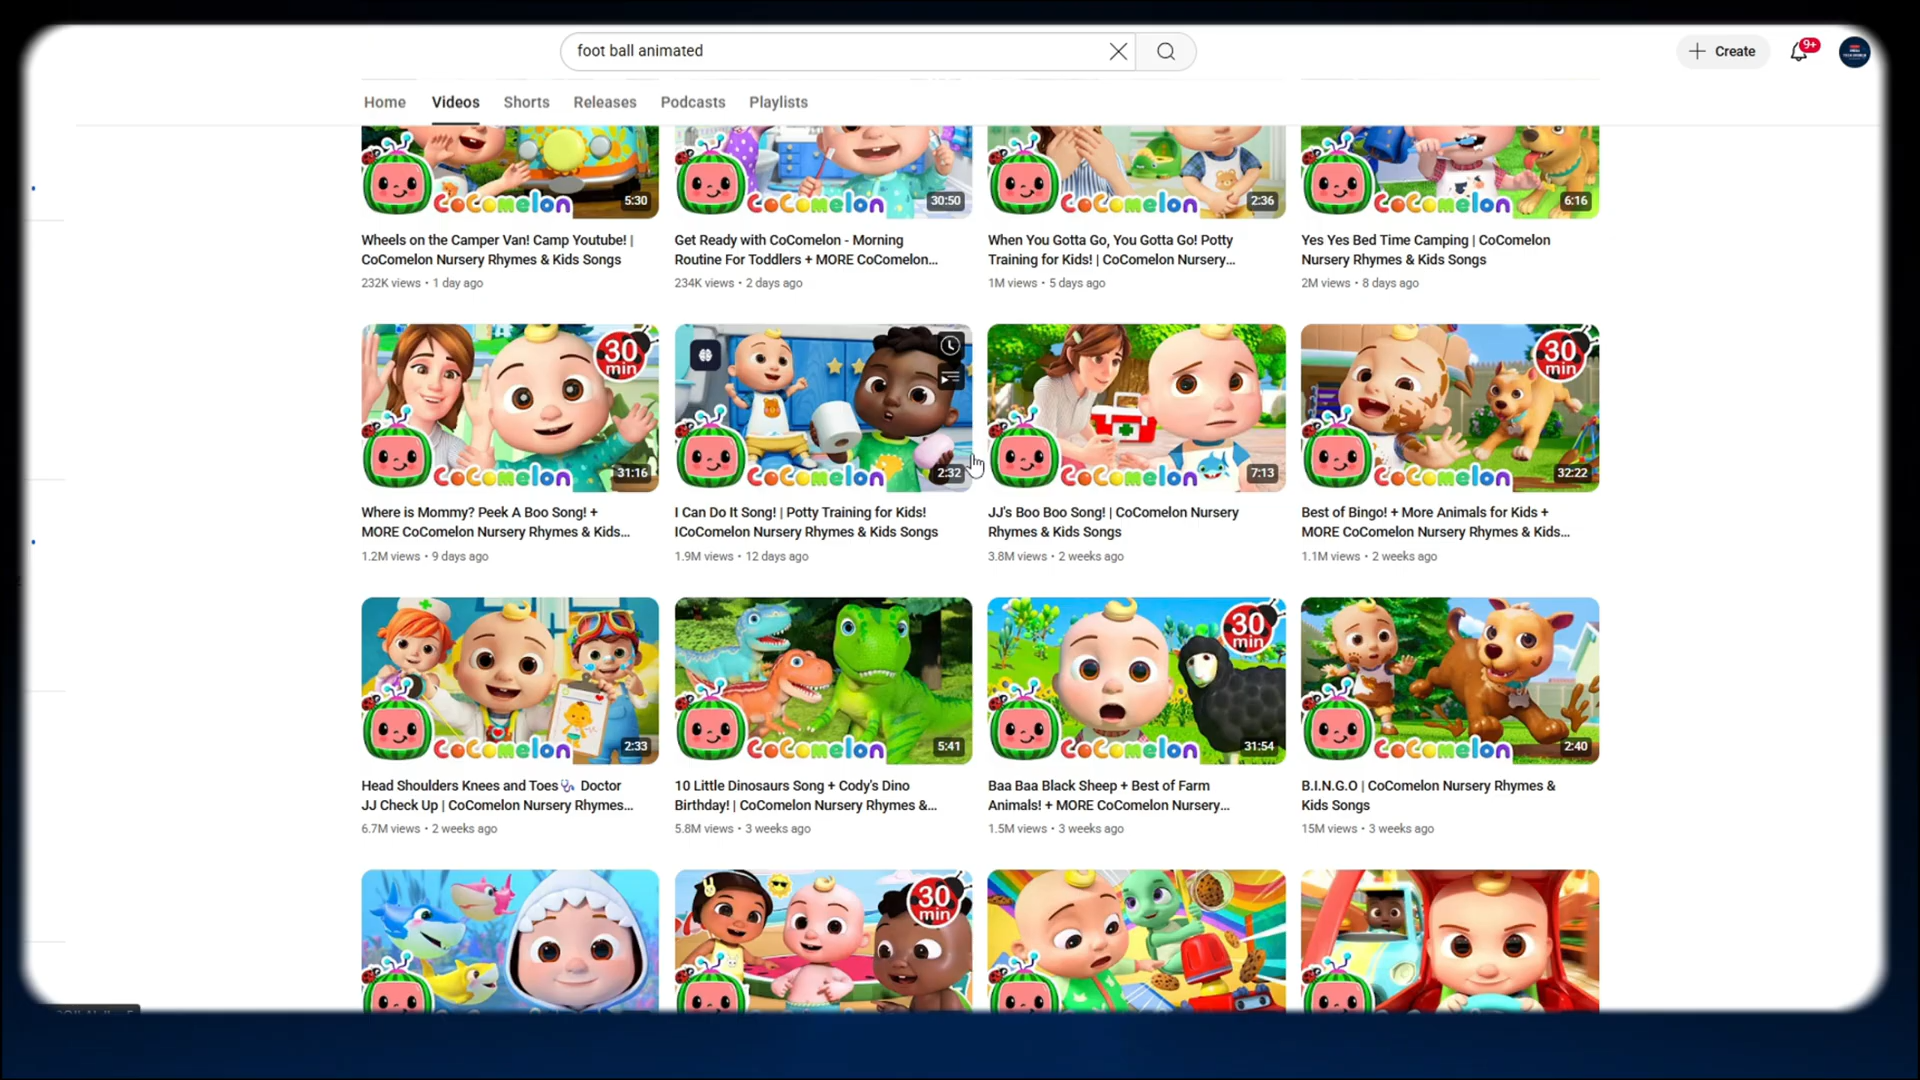 foot ball animated
Create
9+
Home Videos Shorts Releases Podcasts Playlists
CoComelon 5:30
CoComelon 30:50
CoComelon 2:36
CoComelon 6:16
Wheels on the Camper Van! Camp Youtube! |
CoComelon Nursery Rhymes & Kids Songs
232K views • 1 day ago
Get Ready with CoComelon - Morning
Routine For Toddlers + MORE CoComelon...
234K views • 2 days ago
When You Gotta Go, You Gotta Go! Potty
Training for Kids! | CoComelon Nursery...
1M views • 5 days ago
Yes Yes Bed Time Camping | CoComelon
Nursery Rhymes & Kids Songs
2M views • 8 days ago
30
min
CoComelon 31:16
CoComelon 2:32
CoComelon 7:13
30
min
CoComelon 32:22
Where is Mommy? Peek A Boo Song! +
MORE CoComelon Nursery Rhymes & Kids...
1.2M views • 9 days ago
I Can Do It Song! | Potty Training for Kids!
ICoComelon Nursery Rhymes & Kids Songs
1.9M views • 12 days ago
JJ's Boo Boo Song! | CoComelon Nursery
Rhymes & Kids Songs
3.8M views • 2 weeks ago
Best of Bingo! + More Animals for Kids +
MORE CoComelon Nursery Rhymes & Kids...
1.1M views • 2 weeks ago
CoComelon 2:33
CoComelon 5:41
30
min
CoComelon 31:54
CoComelon 2:40
Head Shoulders Knees and Toes🩺 Doctor
JJ Check Up | CoComelon Nursery Rhymes...
6.7M views • 2 weeks ago
10 Little Dinosaurs Song + Cody's Dino
Birthday! | CoComelon Nursery Rhymes &...
5.8M views • 3 weeks ago
Baa Baa Black Sheep + Best of Farm
Animals! + MORE CoComelon Nursery...
1.5M views • 3 weeks ago
B.I.N.G.O | CoComelon Nursery Rhymes &
Kids Songs
15M views • 3 weeks ago
30
min